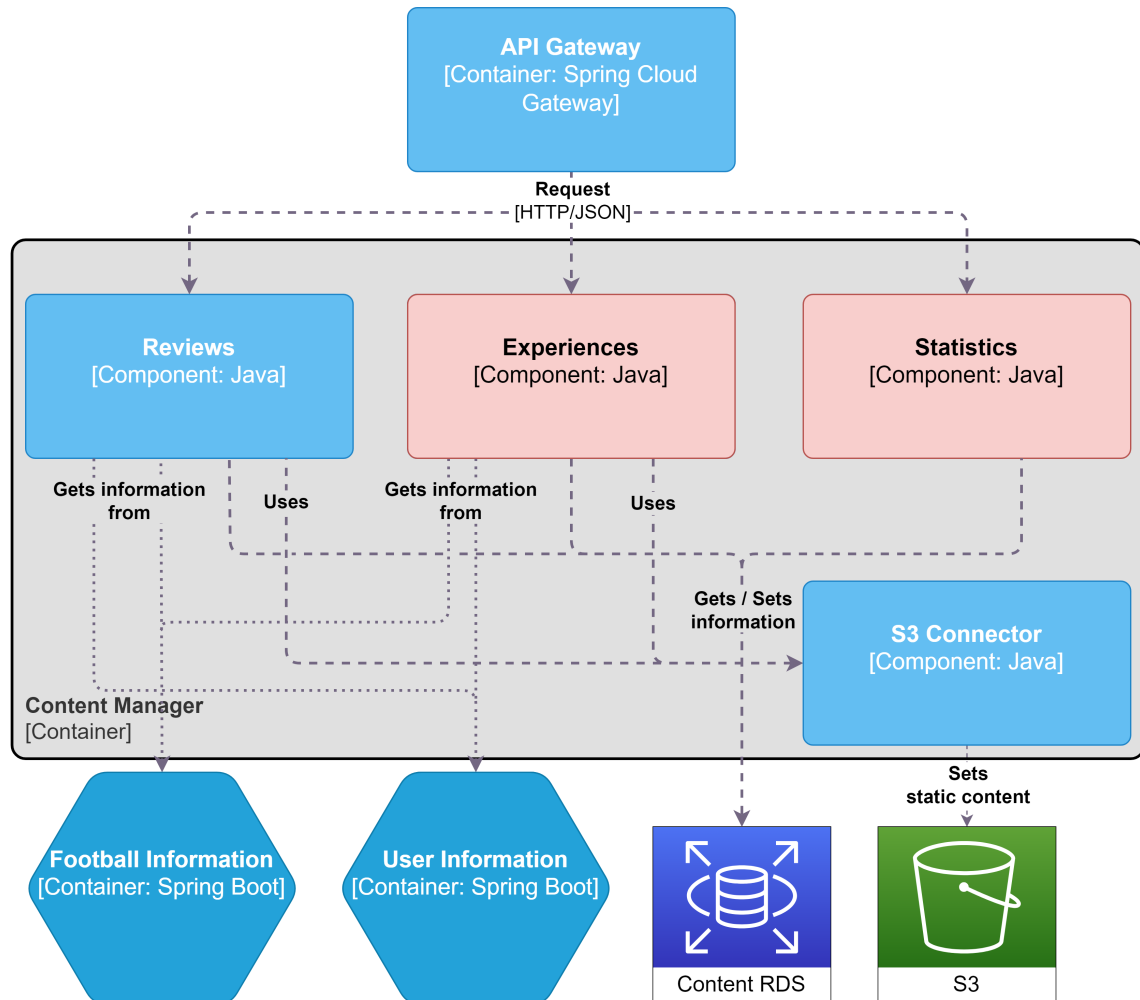 API Gateway
[Container: Spring Cloud
Gateway]
Request
[HTTP/JSON]
Reviews
[Component: Java]
Experiences
[Component: Java]
Statistics
[Component: Java]
Gets information
from
Uses
Gets information
from
Uses
Gets / Sets
information
S3 Connector
[Component: Java]
Content Manager
[Container]
Sets
static content
Football Information
[Container: Spring Boot]
User Information
[Container: Spring Boot]
Content RDS
S3